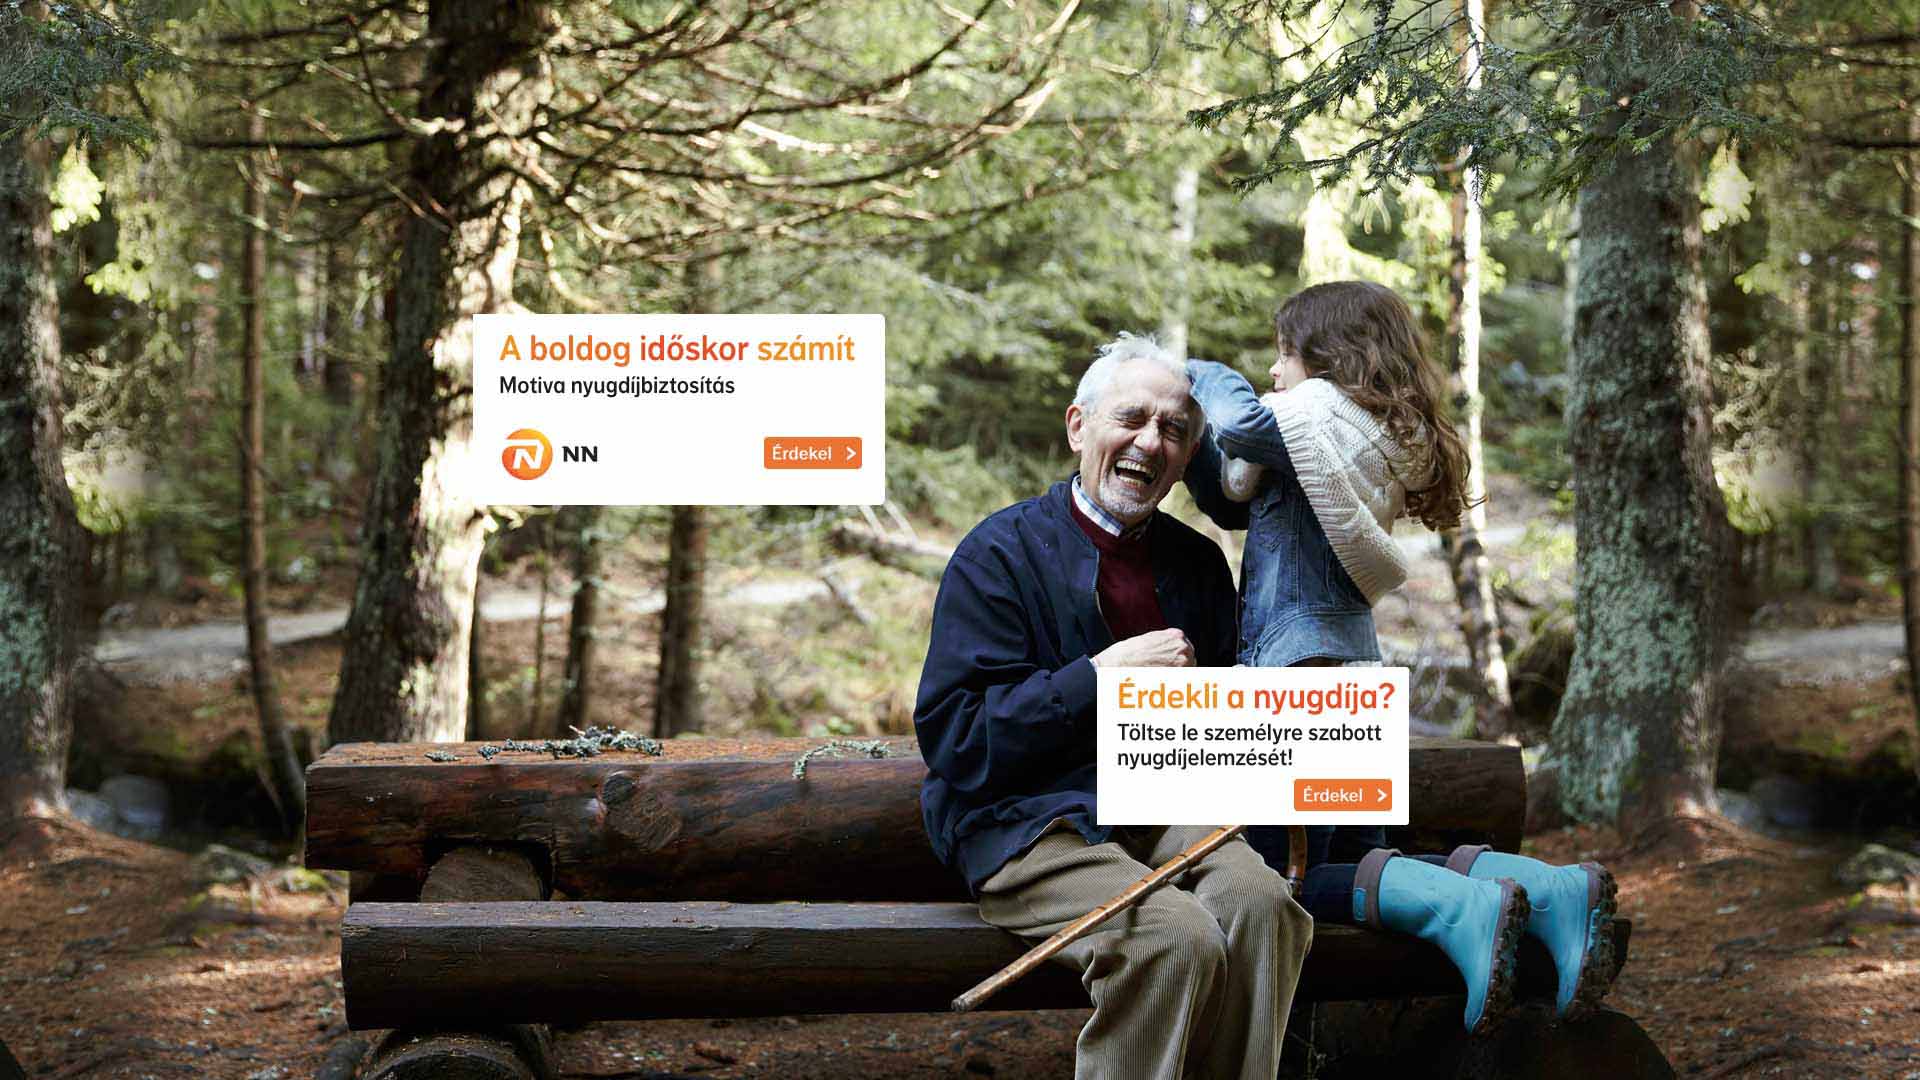 A boldog időskor számít
Motiva nyugdíjbiztosítás
NN
Érdekel
Érdekli a nyugdíja?
Töltse le személyre szabott
nyugdíjelemzését!
Érdekel